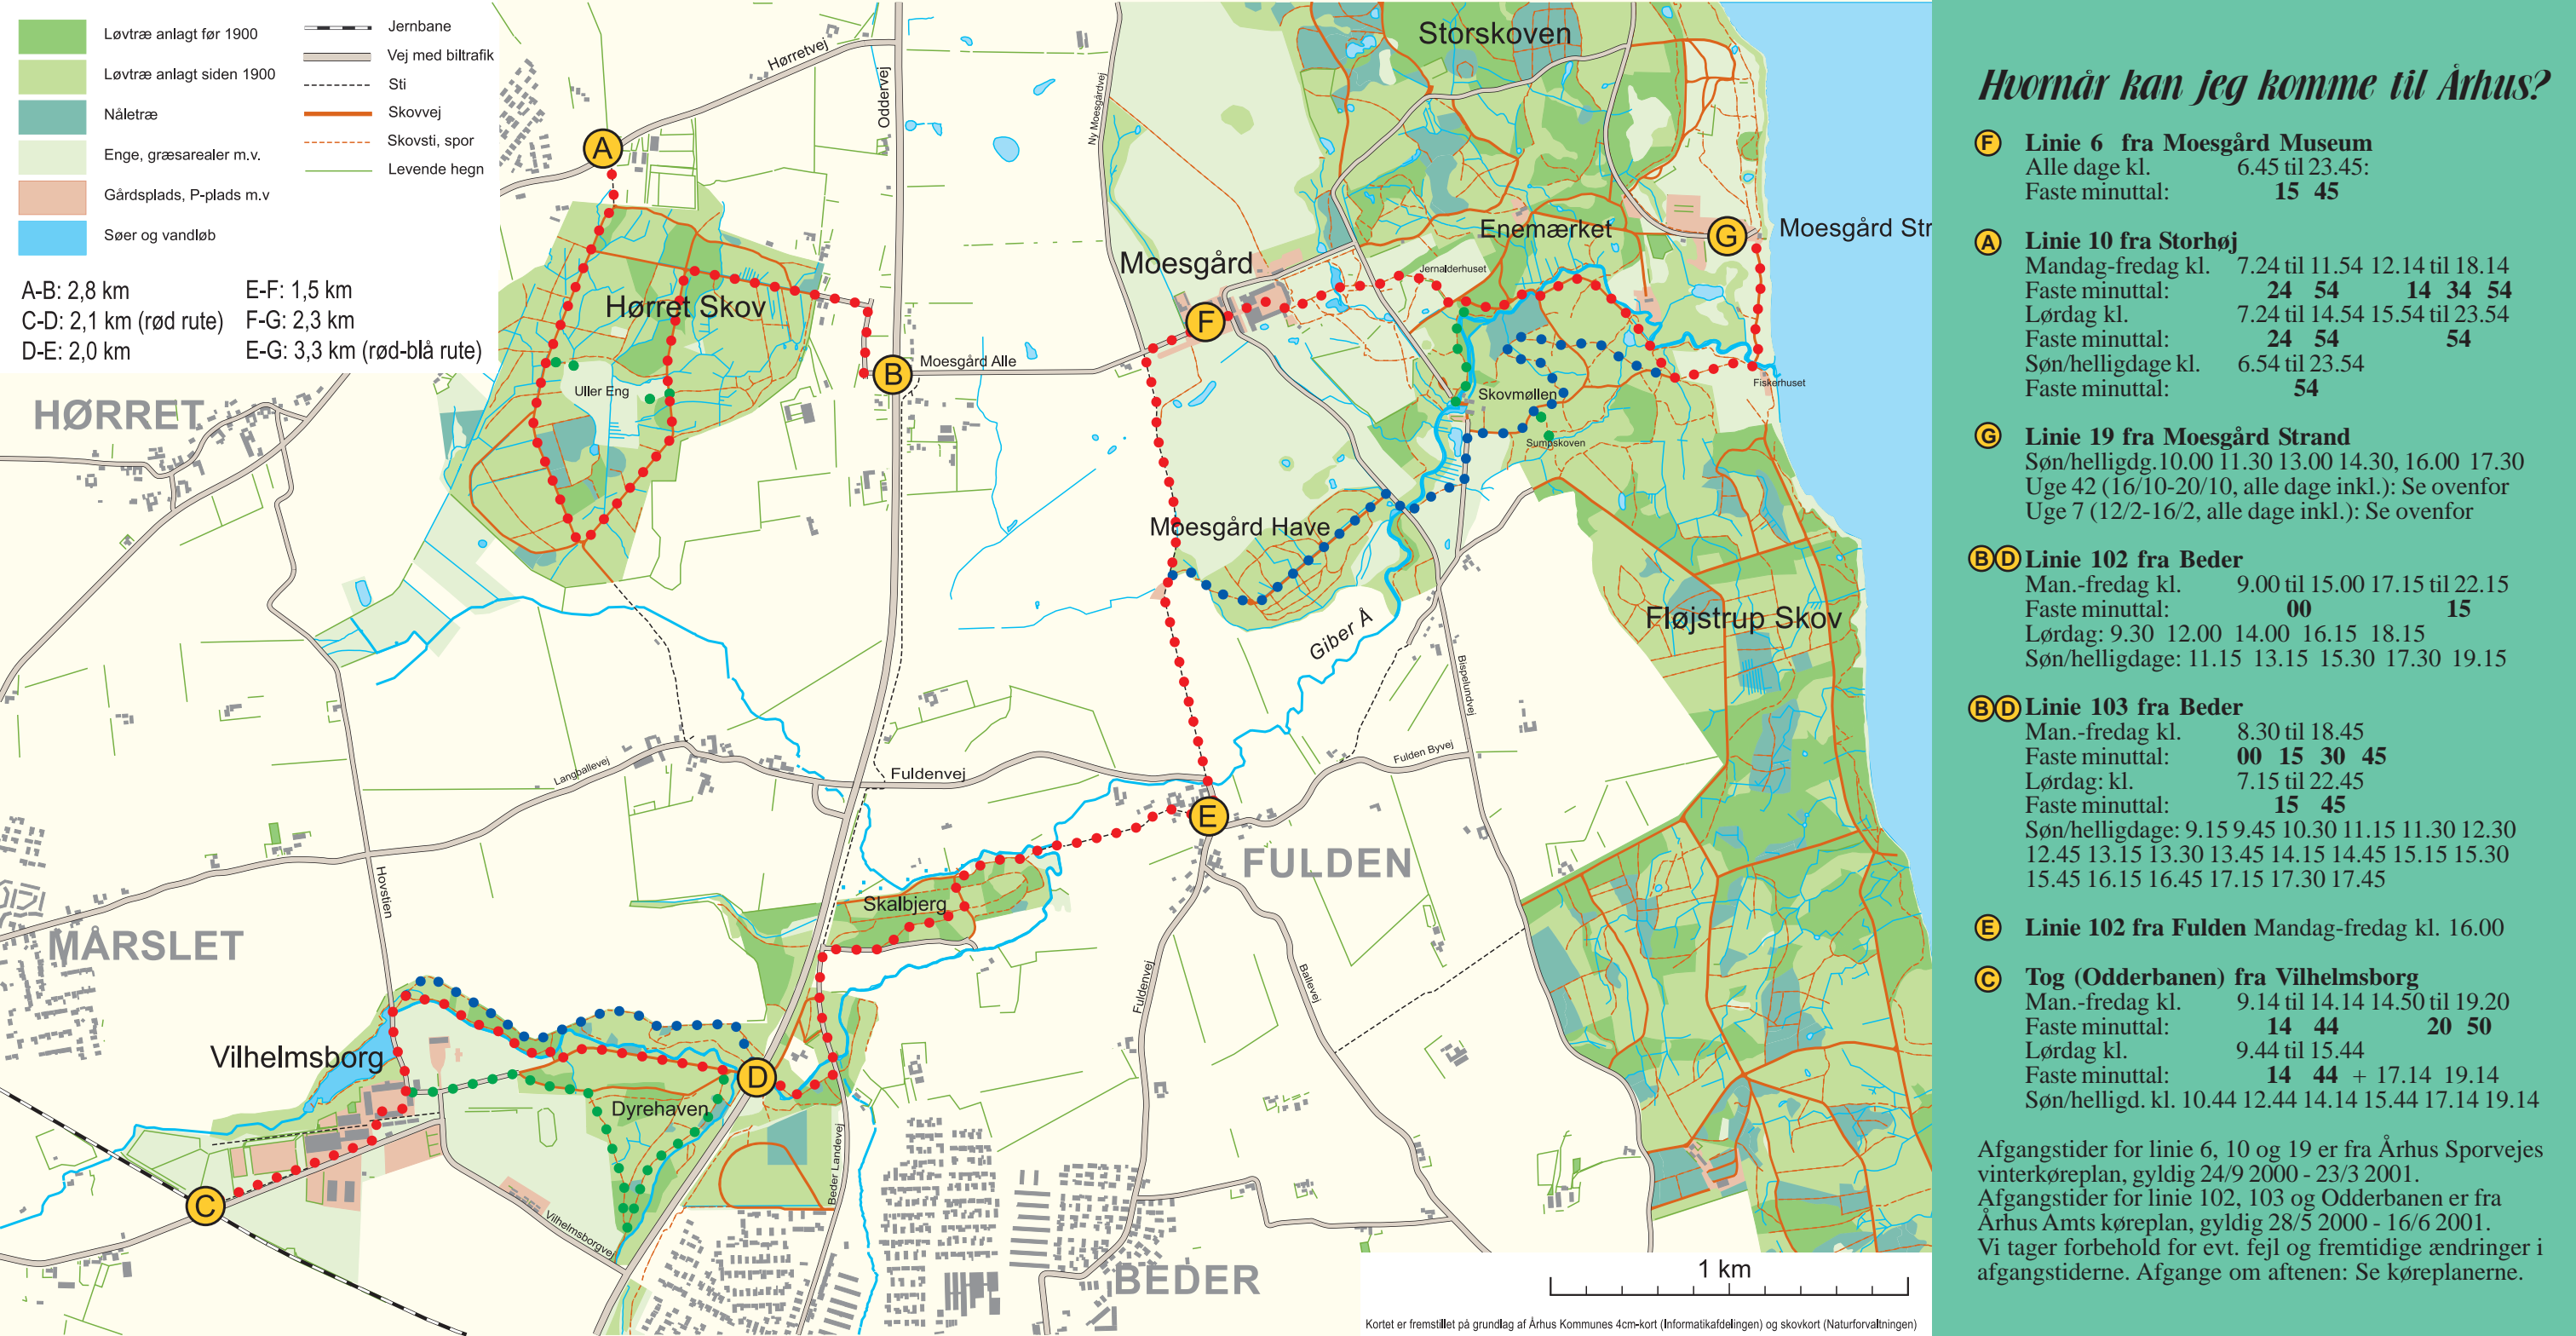 Løvtræ anlagt før 1900
Løvtræ anlagt siden 1900
Nåletræ
Enge, græsarealer m.v.
Gårdsplads, P-plads m.v
Søer og vandløb
Jernbane
Vej med biltrafik
Sti
Skovvej
Skovsti, spor
Levende hegn
A-B: 2,8 km
C-D: 2,1 km (rød rute)
D-E: 2,0 km
E-F: 1,5 km
F-G: 2,3 km
E-G: 3,3 km (rød-blå rute)
Hørretvej
Oddervej
Ny Moesgårdvej
Storskoven
A
Enemærket
G
Moesgård Str
Moesgård
Jernalderhuset
Hørret Skov
F
B
Moesgård Alle
Uller Eng
Skovmøllen
Fiskerhuset
HØRRET
Sumpskoven
Moesgård Have
Giber Å
Fløjstrup Skov
Bispelundvej
Langballevej
Fuldenvej
Fulden Byvej
E
FULDEN
Hovstien
Skalbjerg
MÅRSLET
Fuldenvej
Ballevej
Vilhelmsborg
D
Dyrehaven
Beder Landevej
C
Vilhelmsborgvej
BEDER
1 km
Kortet er fremstillet på grundlag af Århus Kommunes 4cm-kort (Informatikafdelingen) og skovkort (Naturforvaltningen)
Hvornår kan jeg komme til Århus?
F Linie 6 fra Moesgård Museum
Alle dage kl. 6.45 til 23.45:
Faste minuttal: 15 45
A Linie 10 fra Storhøj
Mandag-fredag kl. 7.24 til 11.54 12.14 til 18.14
Faste minuttal: 24 54 14 34 54
Lørdag kl. 7.24 til 14.54 15.54 til 23.54
Faste minuttal: 24 54 54
Søn/helligdage kl. 6.54 til 23.54
Faste minuttal: 54
G Linie 19 fra Moesgård Strand
Søn/helligdg.10.00 11.30 13.00 14.30, 16.00 17.30
Uge 42 (16/10-20/10, alle dage inkl.): Se ovenfor
Uge 7 (12/2-16/2, alle dage inkl.): Se ovenfor
B D Linie 102 fra Beder
Man.-fredag kl. 9.00 til 15.00 17.15 til 22.15
Faste minuttal: 00 15
Lørdag: 9.30 12.00 14.00 16.15 18.15
Søn/helligdage: 11.15 13.15 15.30 17.30 19.15
B D Linie 103 fra Beder
Man.-fredag kl. 8.30 til 18.45
Faste minuttal: 00 15 30 45
Lørdag: kl. 7.15 til 22.45
Faste minuttal: 15 45
Søn/helligdage: 9.15 9.45 10.30 11.15 11.30 12.30
12.45 13.15 13.30 13.45 14.15 14.45 15.15 15.30
15.45 16.15 16.45 17.15 17.30 17.45
E Linie 102 fra Fulden Mandag-fredag kl. 16.00
C Tog (Odderbanen) fra Vilhelmsborg
Man.-fredag kl. 9.14 til 14.14 14.50 til 19.20
Faste minuttal: 14 44 20 50
Lørdag kl. 9.44 til 15.44
Faste minuttal: 14 44 + 17.14 19.14
Søn/helligd. kl. 10.44 12.44 14.14 15.44 17.14 19.14
Afgangstider for linie 6, 10 og 19 er fra Århus Sporvejes
vinterkøreplan, gyldig 24/9 2000 - 23/3 2001.
Afgangstider for linie 102, 103 og Odderbanen er fra
Århus Amts køreplan, gyldig 28/5 2000 - 16/6 2001.
Vi tager forbehold for evt. fejl og fremtidige ændringer i
afgangstiderne. Afgange om aftenen: Se køreplanerne.